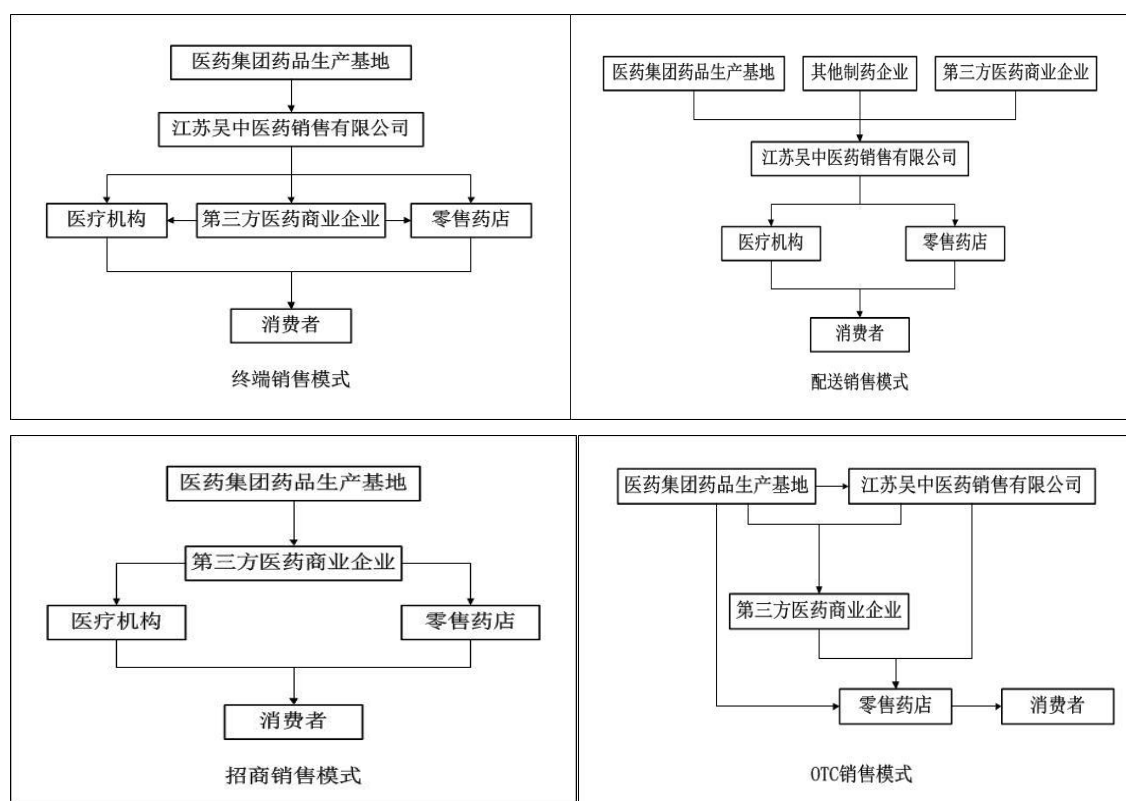 医药集团药品生产基地
江苏吴中医药销售有限公司
医疗机构
第三方医药商业企业
零售药店
消费者
终端销售模式
医药集团药品生产基地
其他制药企业
第三方医药商业企业
江苏吴中医药销售有限公司
医疗机构
零售药店
消费者
配送销售模式
医药集团药品生产基地
第三方医药商业企业
医疗机构
零售药店
消费者
招商销售模式
医药集团药品生产基地
江苏吴中医药销售有限公司
第三方医药商业企业
零售药店
消费者
OTC销售模式